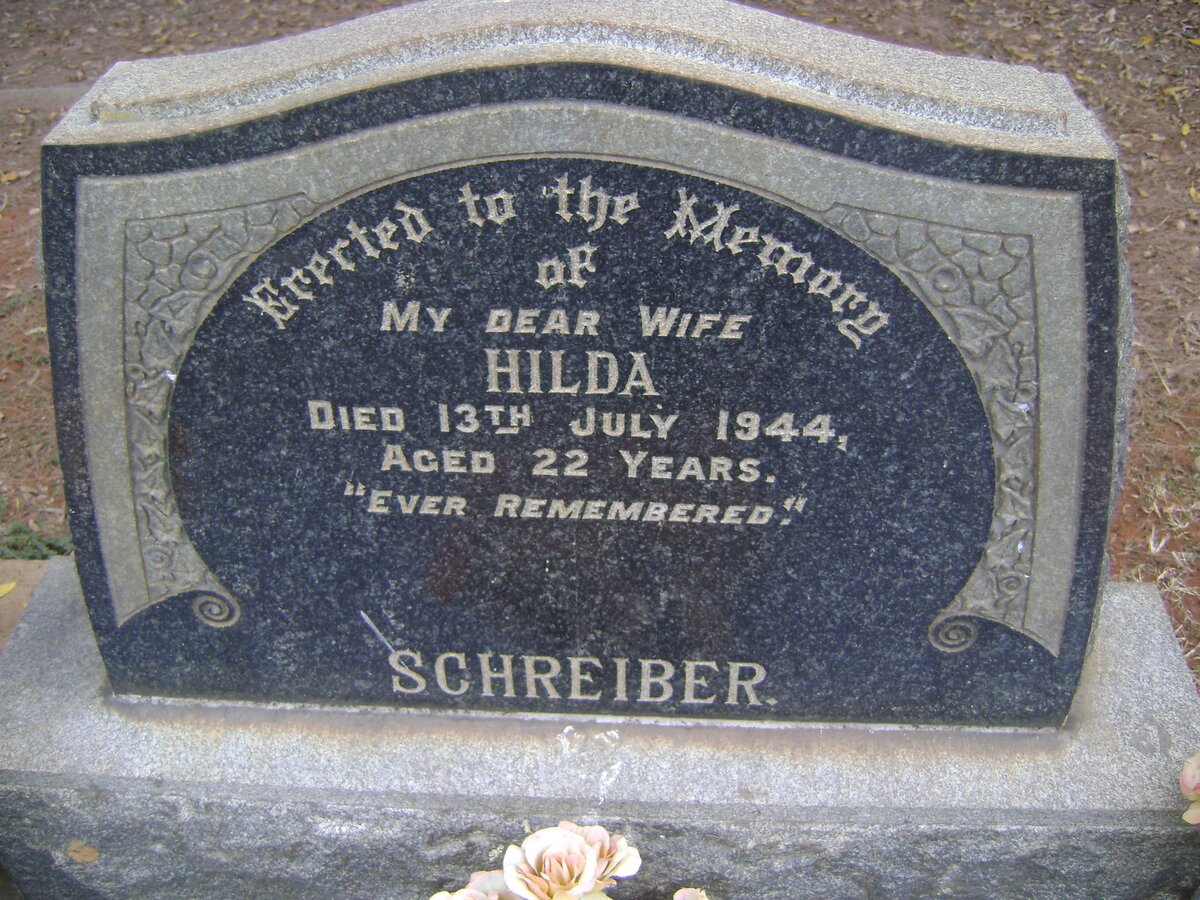 Erected to the Memory
of
MY DEAR WIFE
HILDA
DIED 13TH JULY 1944,
AGED 22 YEARS.
"EVER REMEMBERED".
SCHREIBER.